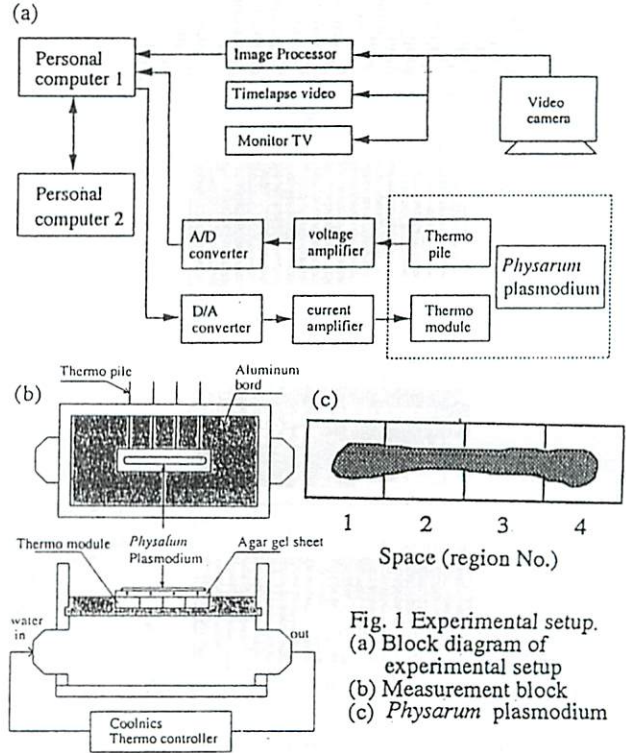 (a)
Personal
computer 1
Image Processor
Timelapse video
Monitor TV
Video
camera
Personal
computer 2
A/D
converter
voltage
amplifier
Thermo
pile
Physarum
plasmodium
D/A
converter
current
amplifier
Thermo
module
(b)
Thermo pile
Aluminum
bord
(c)
1 2 3 4
Space (region No.)
Thermo module
Physalum
Plasmodium
Agar gel sheet
water
in
out
Coolnics
Thermo controller
Fig. 1 Experimental setup.
(a) Block diagram of
experimental setup
(b) Measurement block
(c) Physarum plasmodium